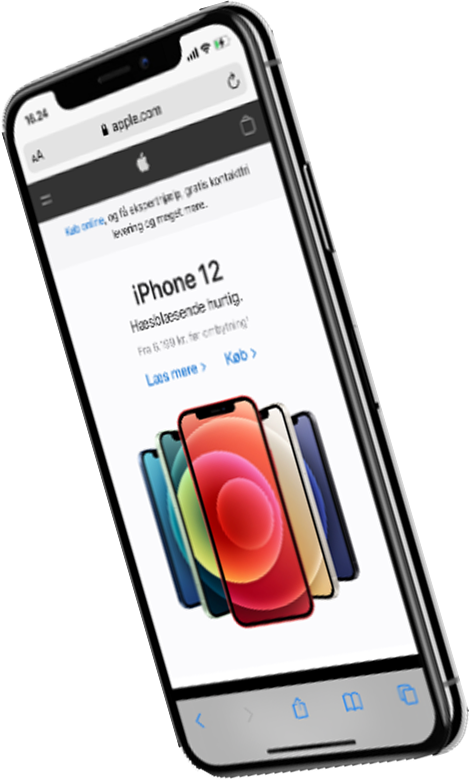 16.24
AA
apple.com
Køb online, og få eksperthjælp, gratis kontaktfri
levering og meget mere.
iPhone 12
Hæsblæsende hurtig.
Fra 6.199 kr. før ombytning¹
Læs mere >
Køb >